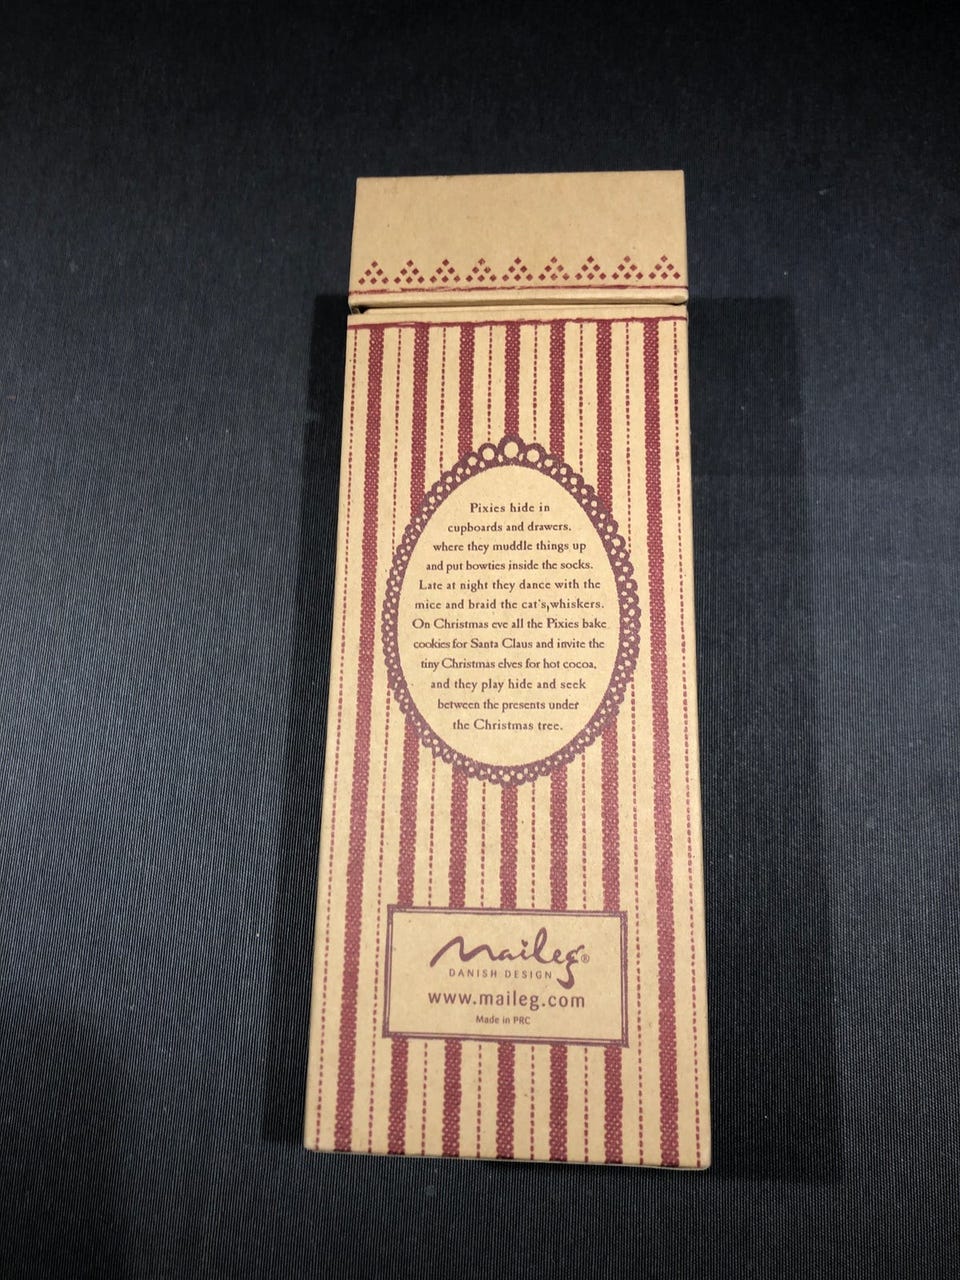 Pixies hide in
cupboards and drawers,
where they muddle things up
and put bowties inside the socks.
Late at night they dance with the
mice and braid the cat's whiskers.
On Christmas eve all the Pixies bake
cookies for Santa Claus and invite the
tiny Christmas elves for hot cocoa,
and they play hide and seek
between the presents under
the Christmas tree.
Maileg®
DANISH DESIGN
www.maileg.com
Made in PRC